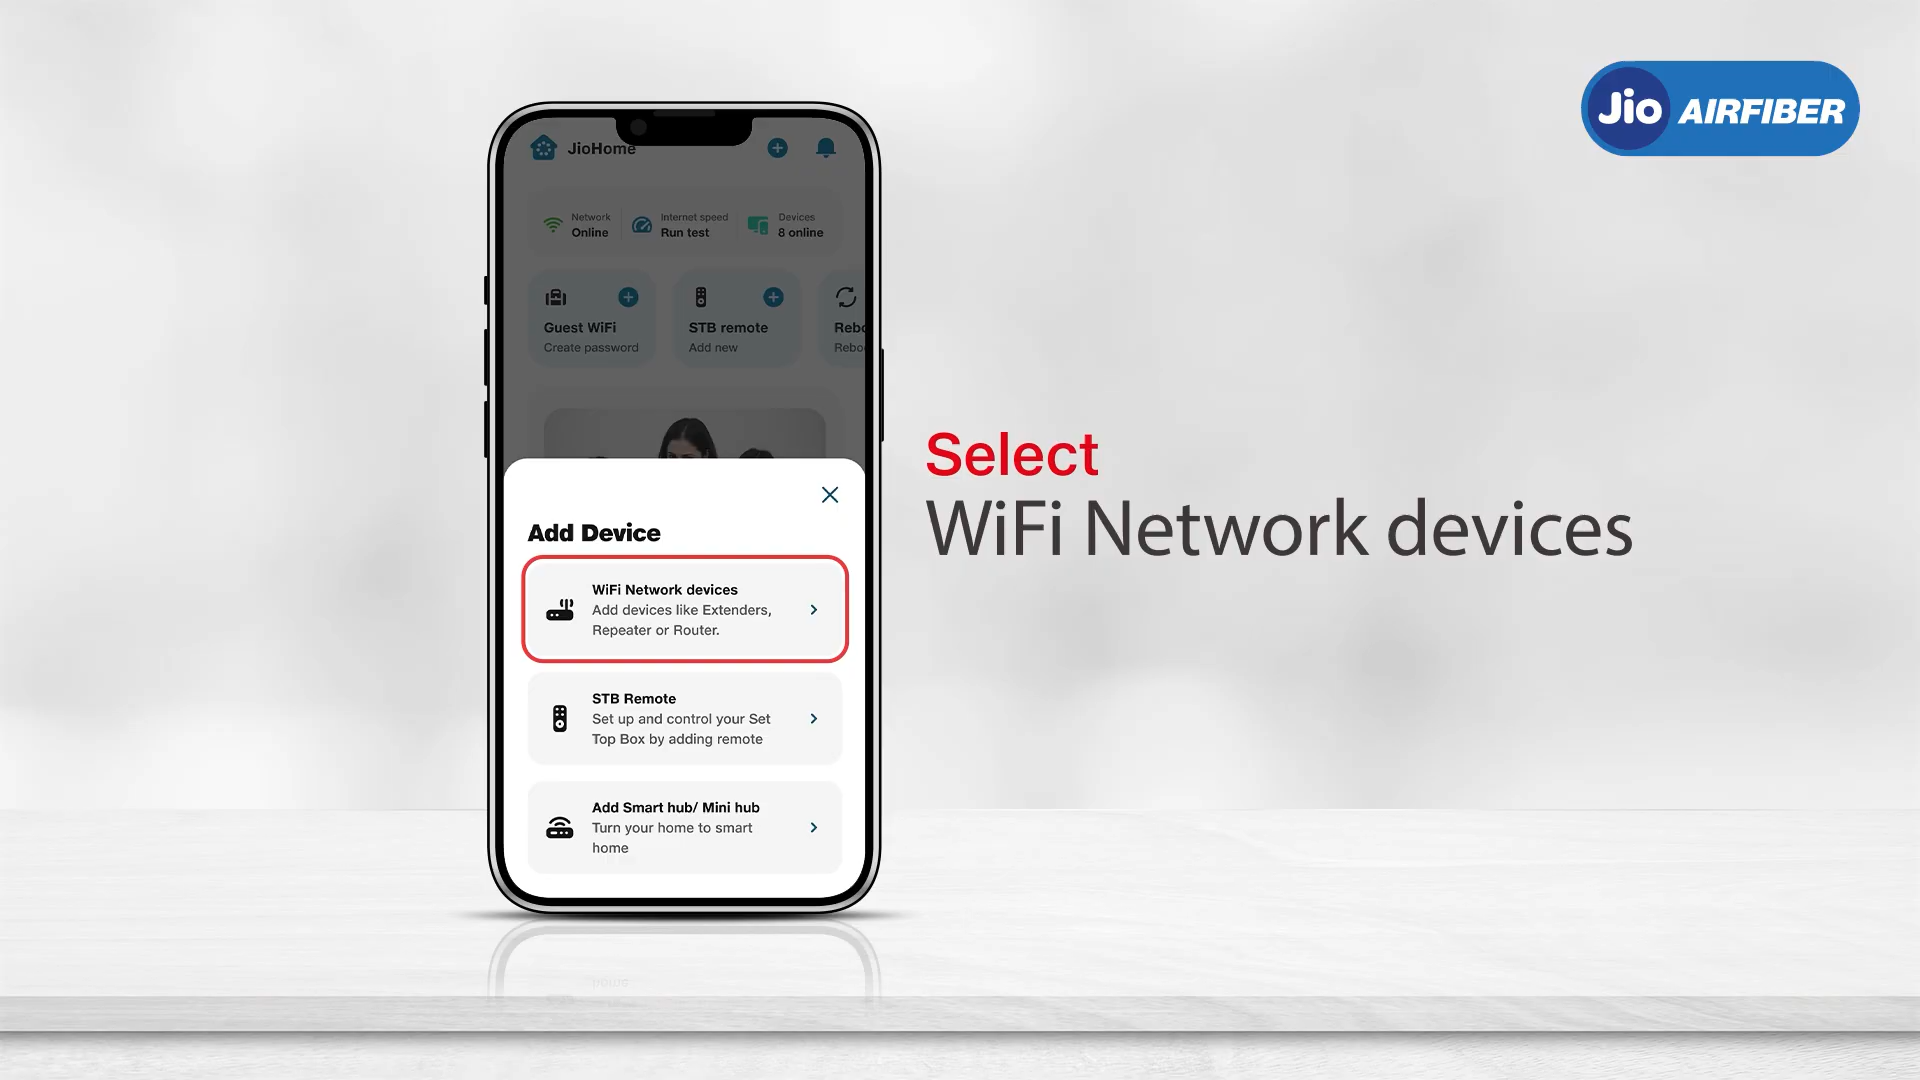 Jio AIRFIBER
JioHome
Network
Online
Internet speed
Run test
Devices
8 online
Guest WiFi
Create password
STB remote
Add new
Rebo
Reboo
Add Device
WiFi Network devices
Add devices like Extenders,
Repeater or Router.
STB Remote
Set up and control your Set
Top Box by adding remote
Add Smart hub/ Mini hub
Turn your home to smart
home
Select
WiFi Network devices